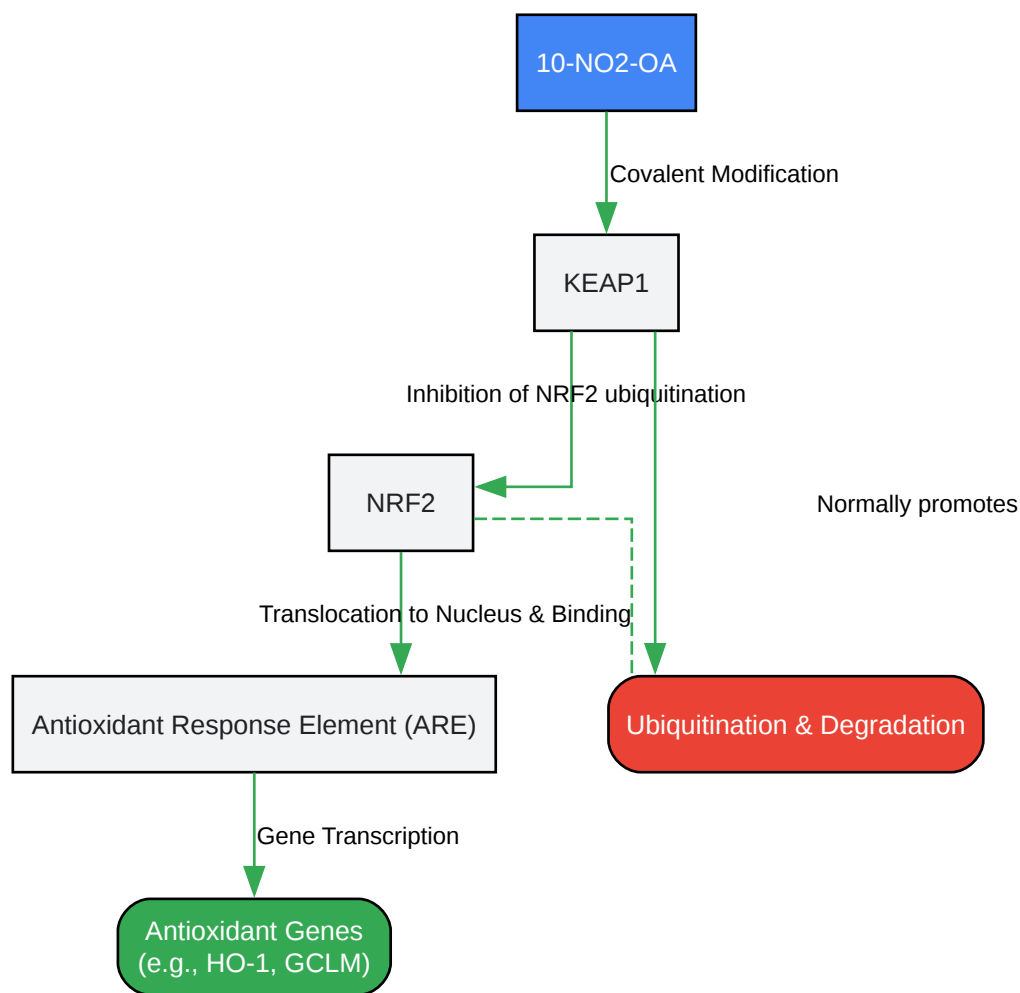 10-NO2-OA
Covalent Modification
KEAP1
Inhibition of NRF2 ubiquitination
NRF2
Normally promotes
Translocation to Nucleus & Binding
Antioxidant Response Element (ARE)
Ubiquitination & Degradation
Gene Transcription
Antioxidant Genes
(e.g., HO-1, GCLM)